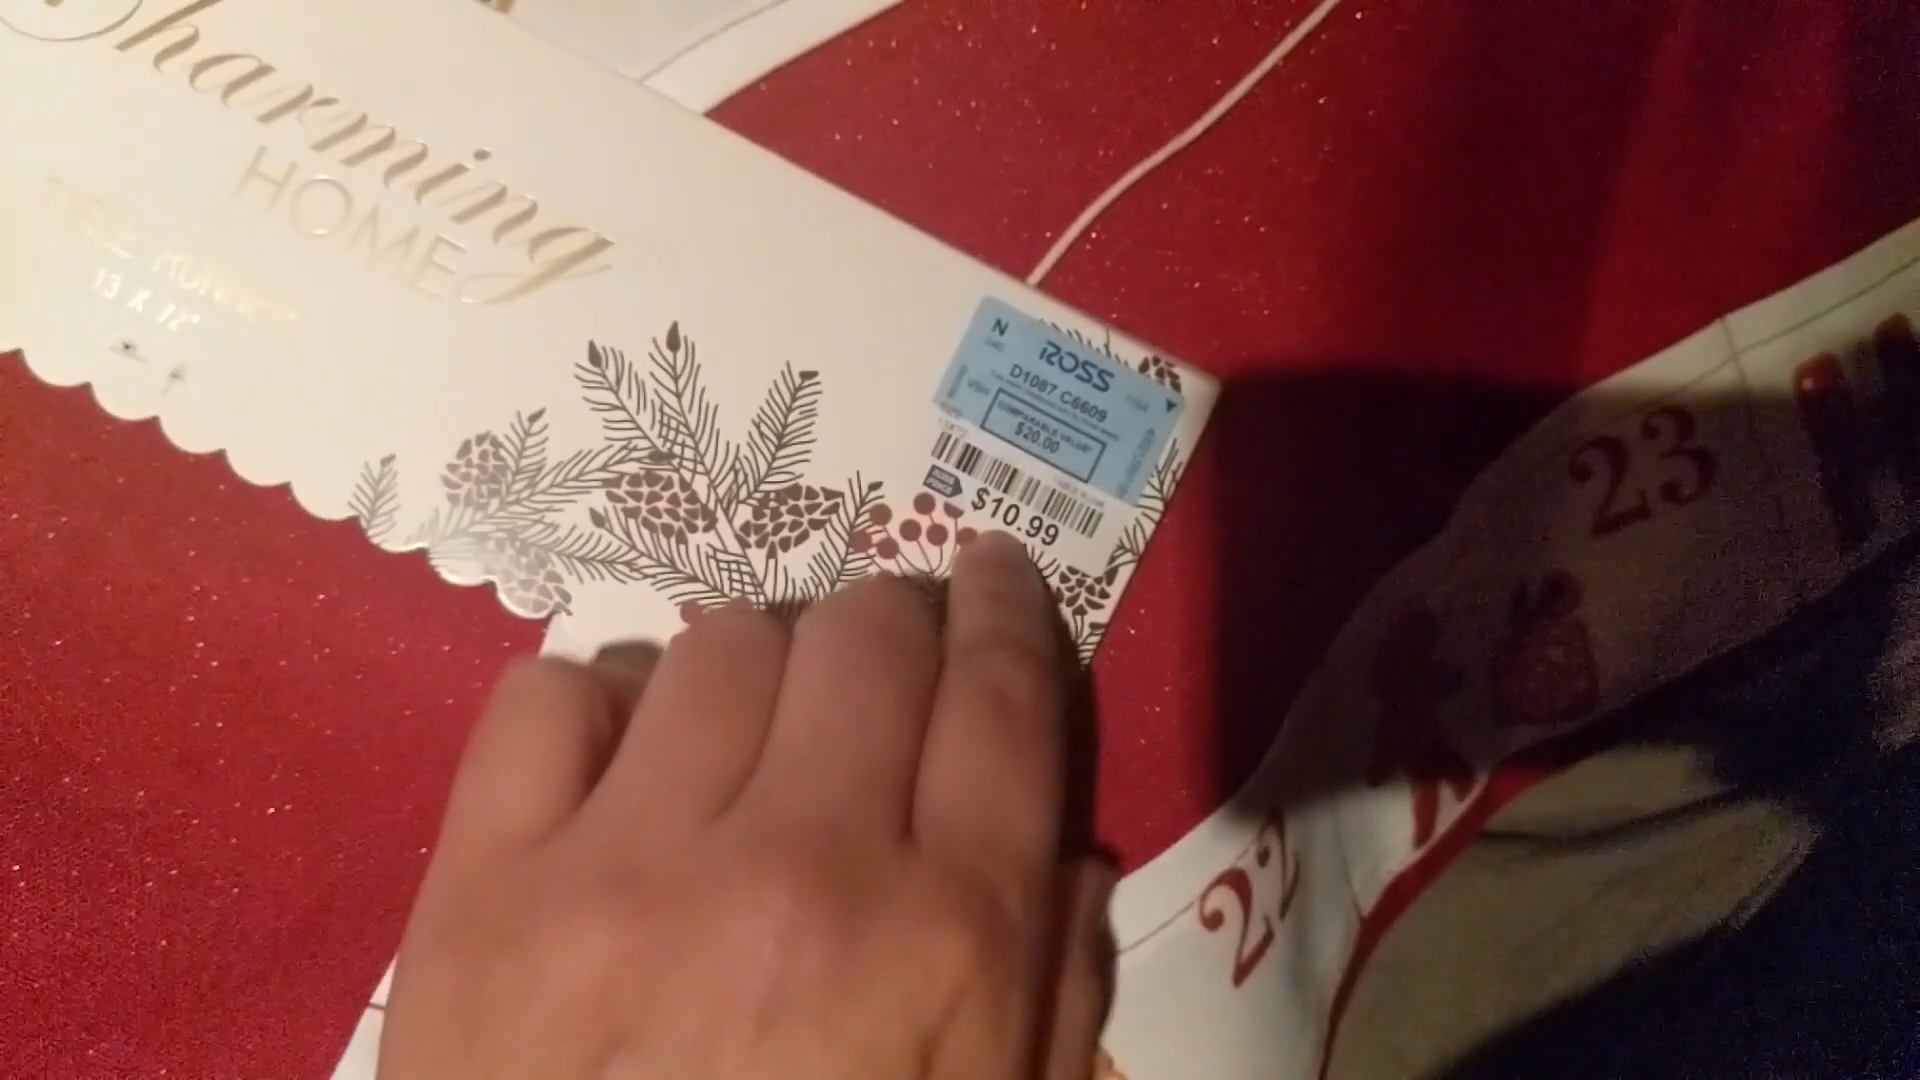 Charming
HOME
13 X 72"
N
ROSS
D1087 C6609
COMPARABLE VALUE*
$20.00
$10.99
23
22